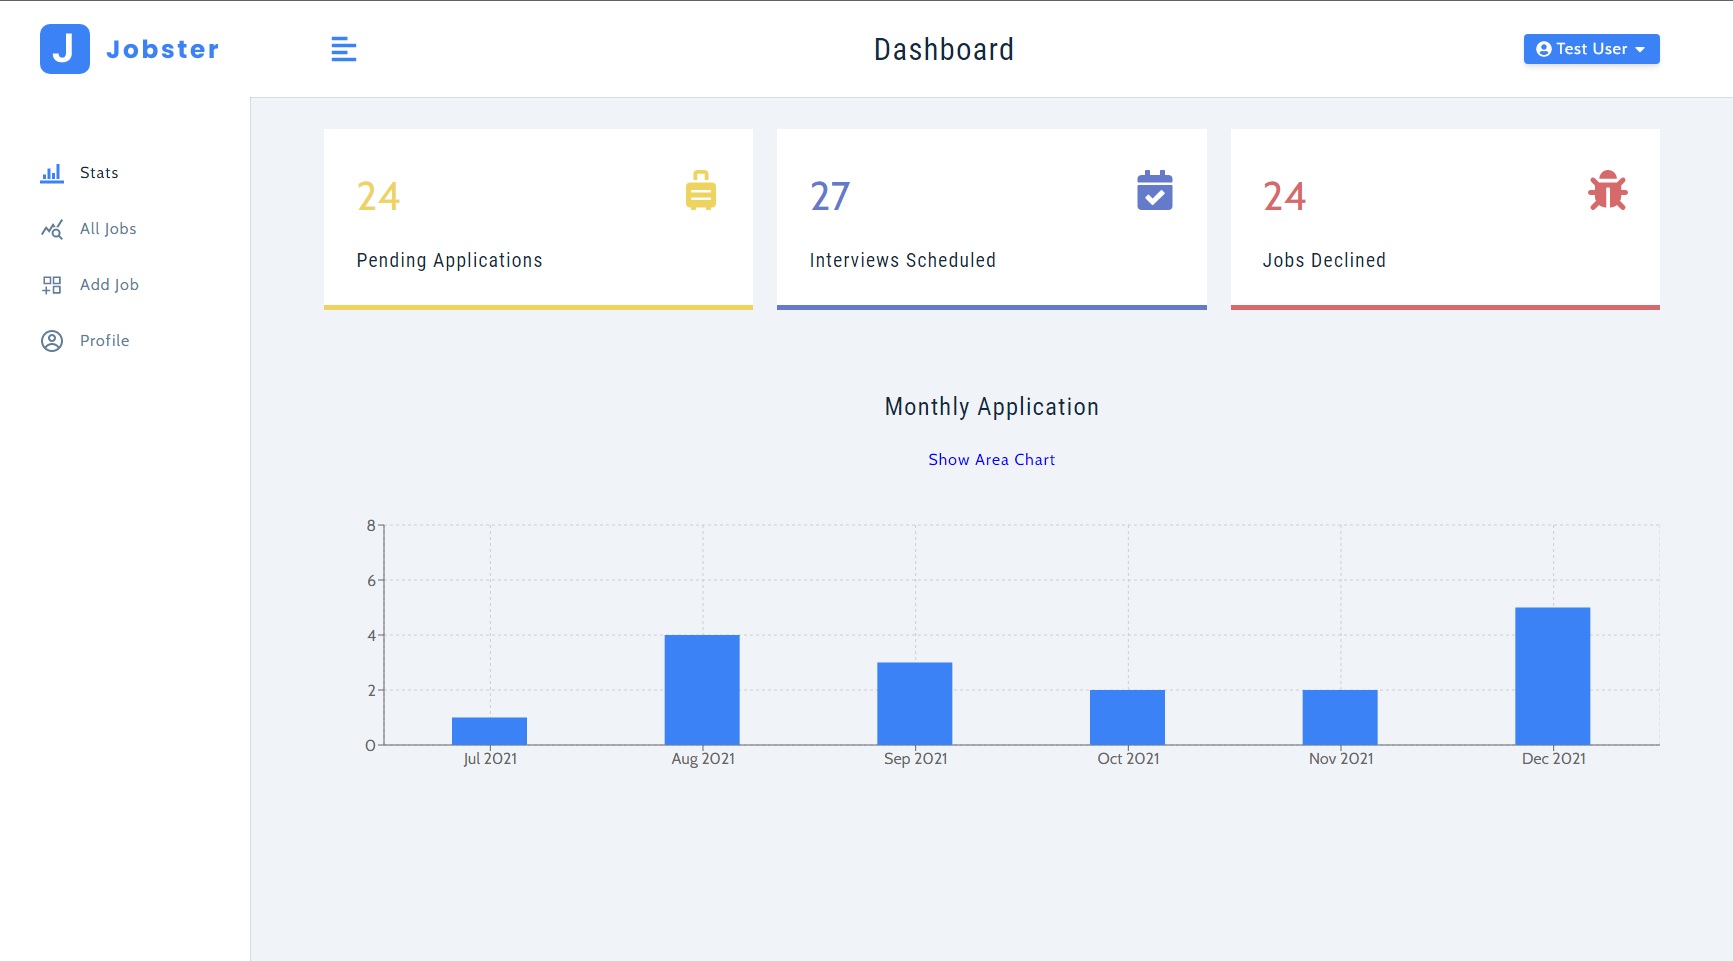 J Jobster
Dashboard
Test User
Stats
All Jobs
Add Job
Profile
24
Pending Applications
27
Interviews Scheduled
24
Jobs Declined
Monthly Application
Show Area Chart
8
6
4
2
0
Jul 2021 Aug 2021 Sep 2021 Oct 2021 Nov 2021 Dec 2021